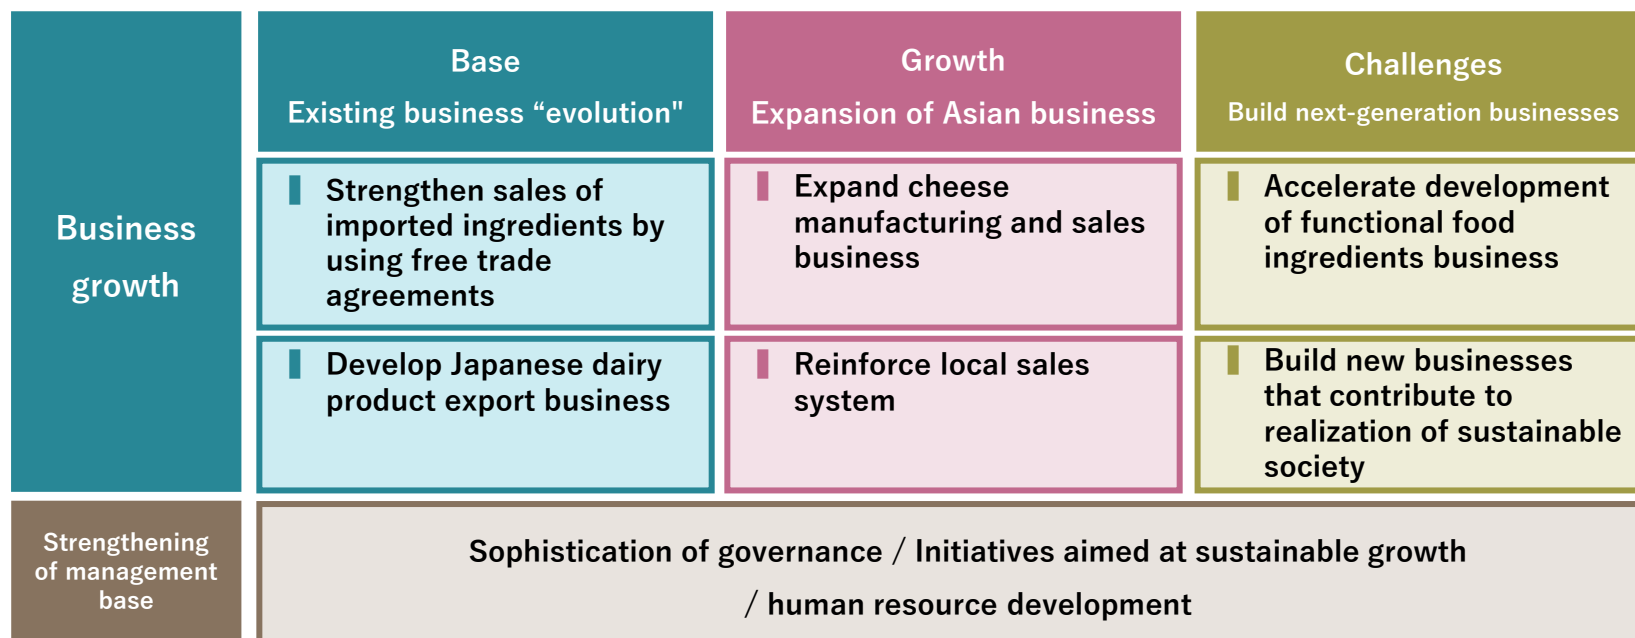 Base
Existing business “evolution"
Growth
Expansion of Asian business
Challenges
Build next-generation businesses
Business
growth
Strengthen sales of
imported ingredients by
using free trade
agreements
Expand cheese
manufacturing and sales
business
Accelerate development
of functional food
ingredients business
Develop Japanese dairy
product export business
Reinforce local sales
system
Build new businesses
that contribute to
realization of sustainable
society
Strengthening
of management
base
Sophistication of governance / Initiatives aimed at sustainable growth
/ human resource development